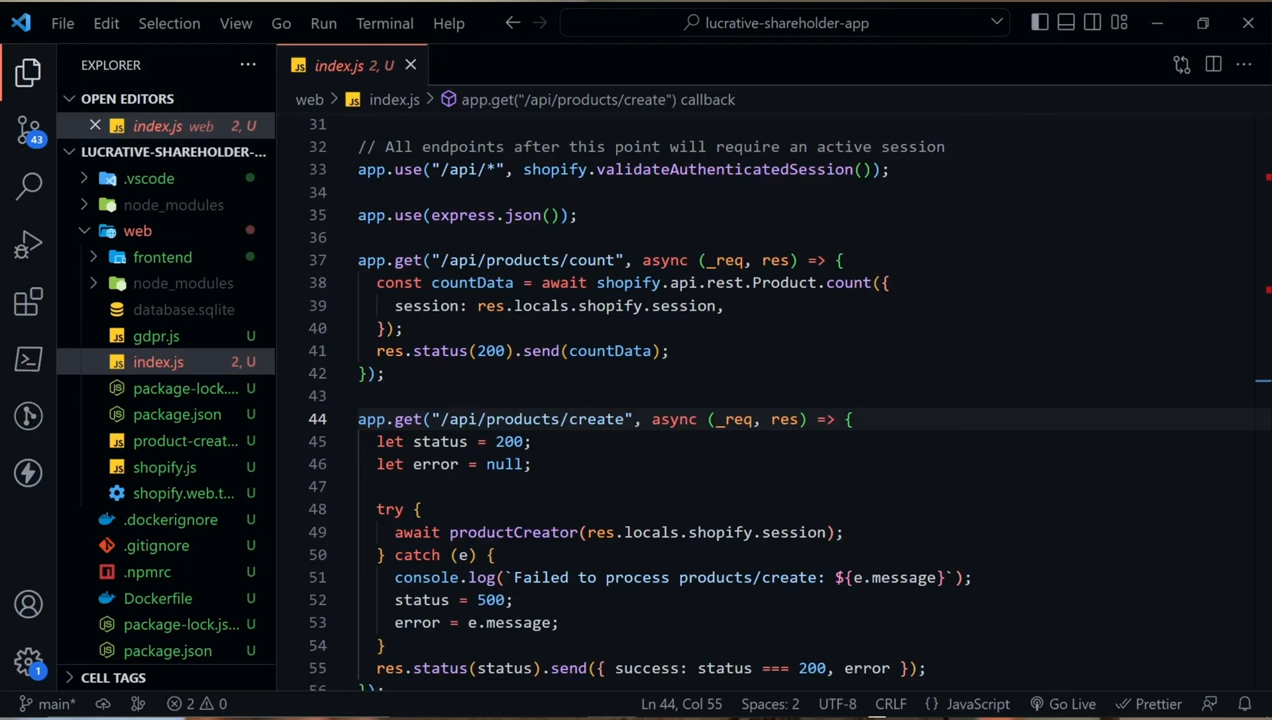 File Edit Selection View Go Run Terminal Help
lucrative-shareholder-app
EXPLORER
OPEN EDITORS
index.js web 2, U
LUCRATIVE-SHAREHOLDER-...
.vscode
node_modules
web
frontend
node_modules
database.sqlite
gdpr.js U
index.js 2, U
package-lock.... U
package.json U
product-creat... U
shopify.js U
shopify.web.t... U
.dockerignore U
.gitignore U
.npmrc U
Dockerfile U
package-lock.js... U
package.json U
CELL TAGS
43
1
index.js 2, U
web > index.js > app.get("/api/products/create") callback
31
32 // All endpoints after this point will require an active session
33 app.use("/api/*", shopify.validateAuthenticatedSession());
34
35 app.use(express.json());
36
37 app.get("/api/products/count", async (_req, res) => {
38 const countData = await shopify.api.rest.Product.count({
39 session: res.locals.shopify.session,
40 });
41 res.status(200).send(countData);
42 });
43
44 app.get("/api/products/create", async (_req, res) => {
45 let status = 200;
46 let error = null;
47
48 try {
49 await productCreator(res.locals.shopify.session);
50 } catch (e) {
51 console.log(`Failed to process products/create: ${e.message}`);
52 status = 500;
53 error = e.message;
54 }
55 res.status(status).send({ success: status === 200, error });
56 });
main* 2 0 Ln 44, Col 55 Spaces: 2 UTF-8 CRLF {} JavaScript Go Live Prettier